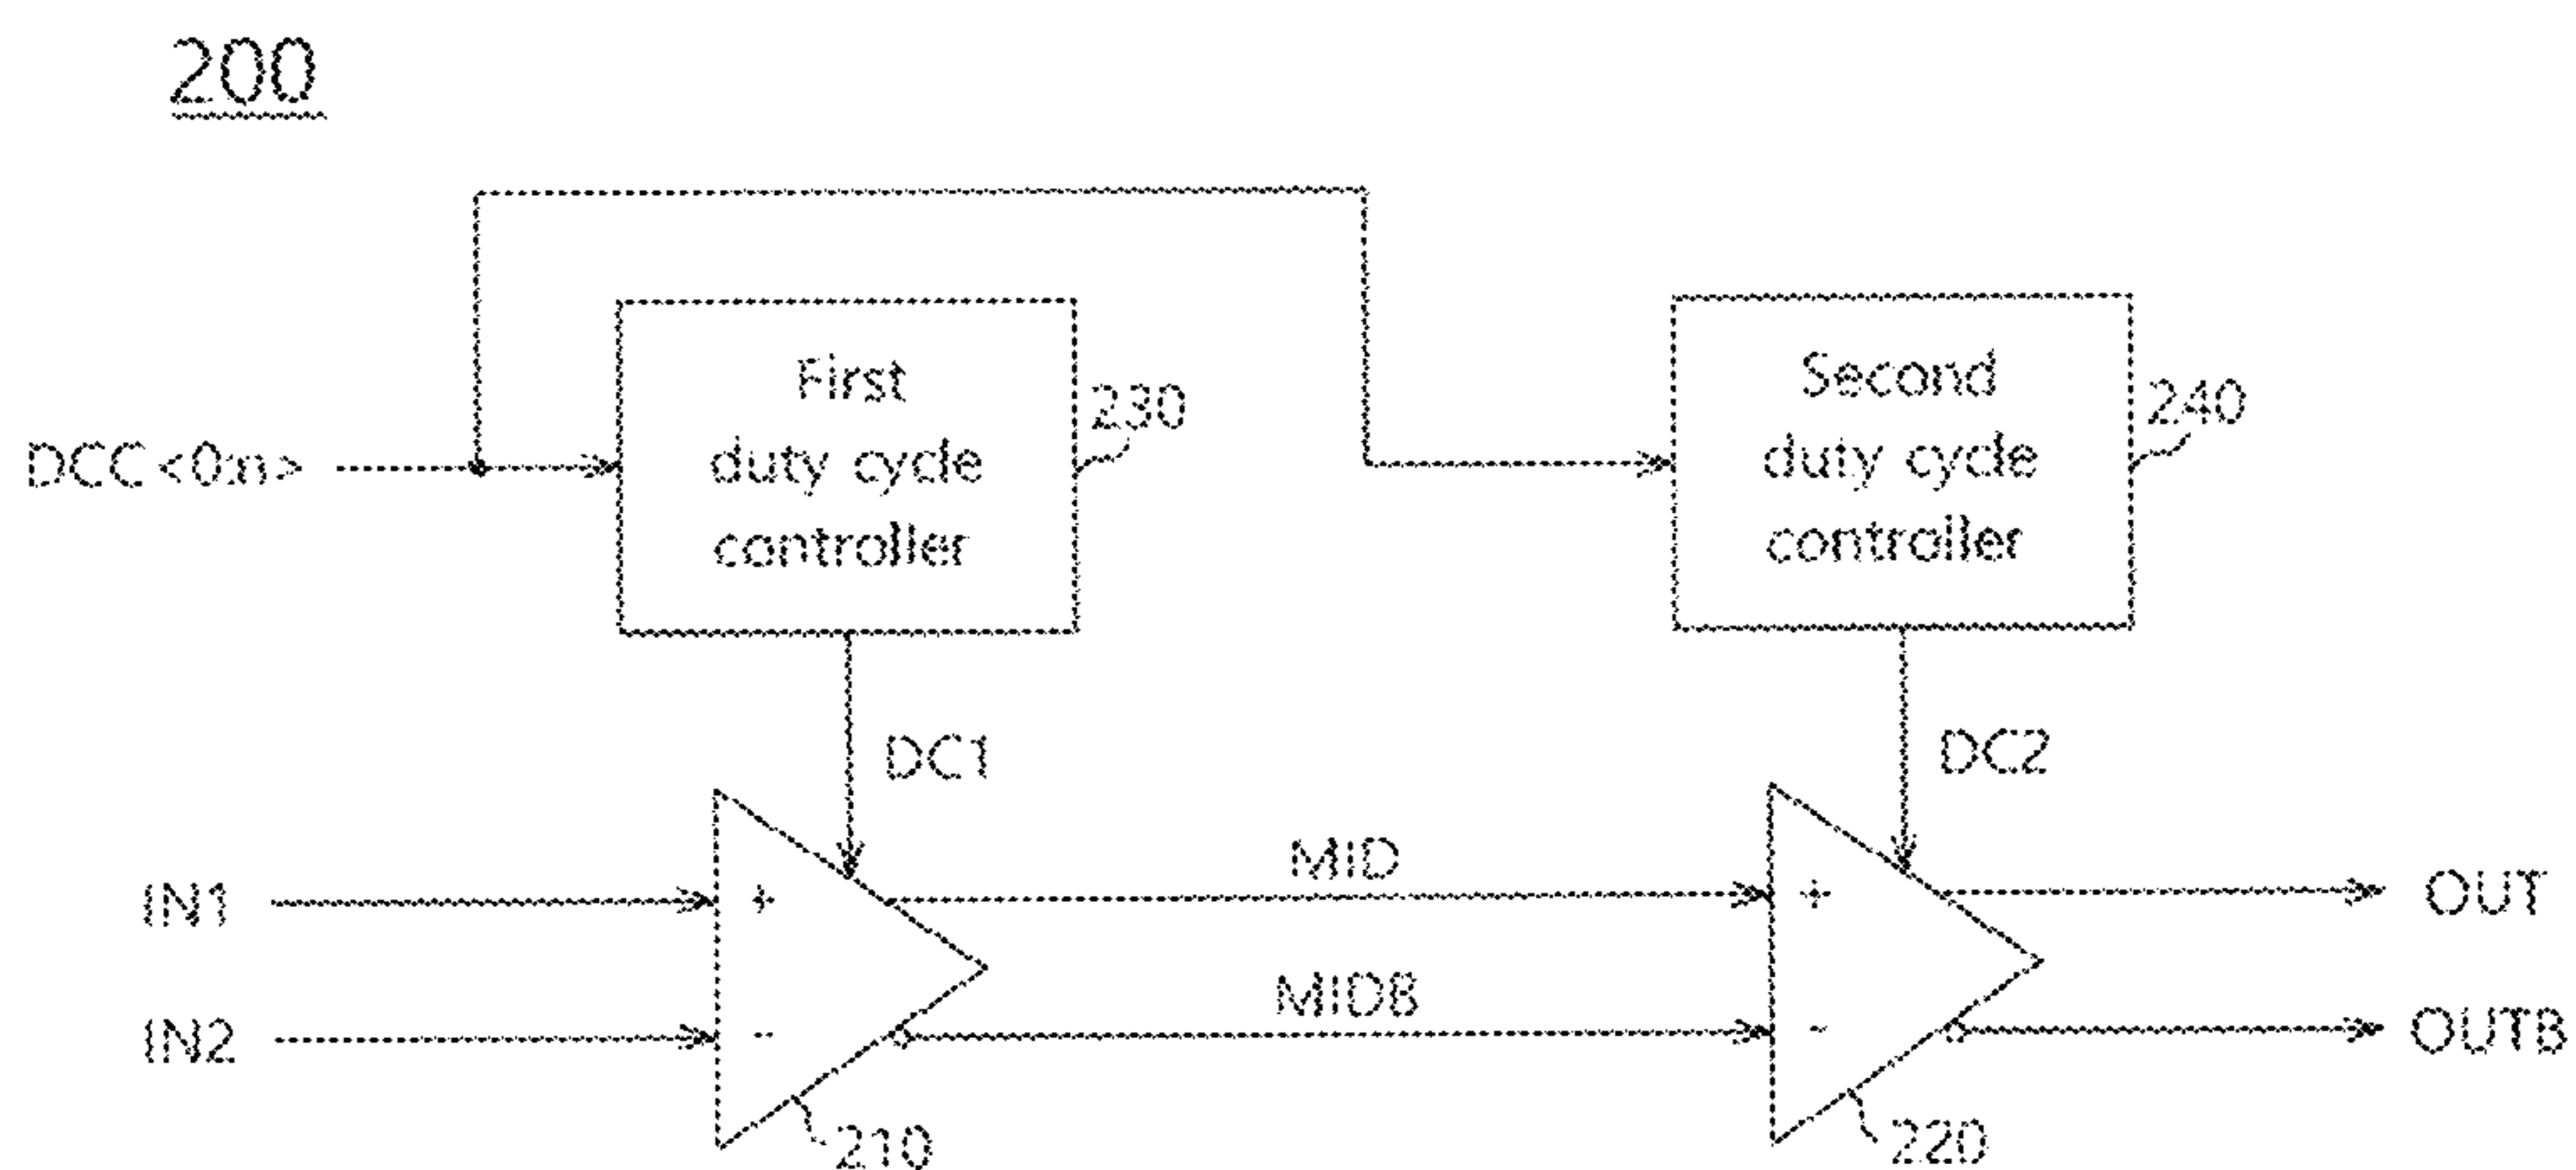 200
First
duty cycle
controller
230
Second
duty cycle
controller
240
DCC<0:n>
DC1
DC2
IN1
+
MID
+
OUT
IN2
-
MIDB
-
OUTB
210
220